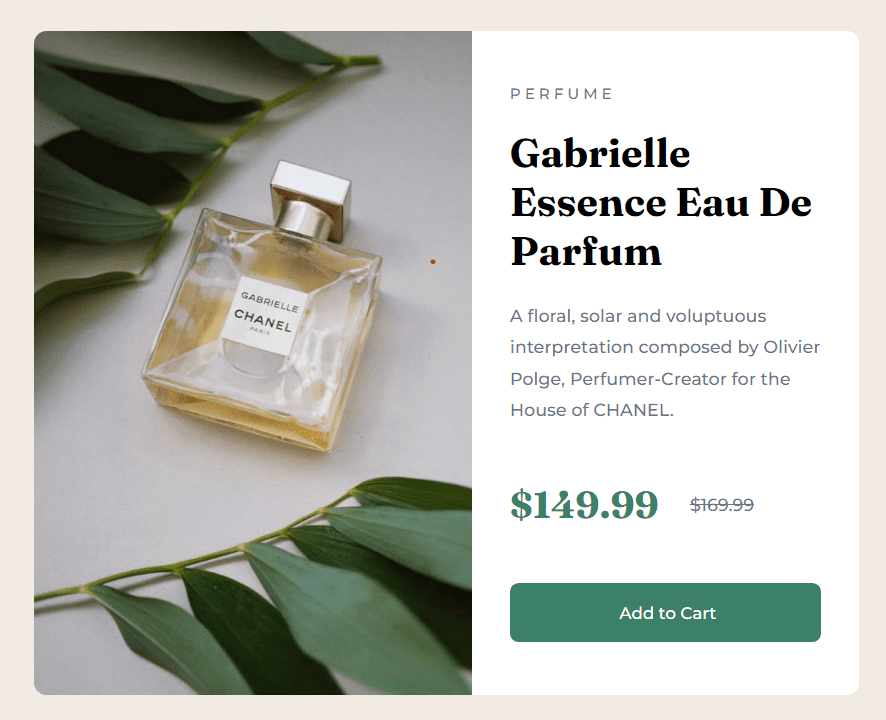 GABRIELLE
CHANEL
PARIS
PERFUME
Gabrielle
Essence Eau De
Parfum
A floral, solar and voluptuous
interpretation composed by Olivier
Polge, Perfumer-Creator for the
House of CHANEL.
$149.99 $169.99
Add to Cart